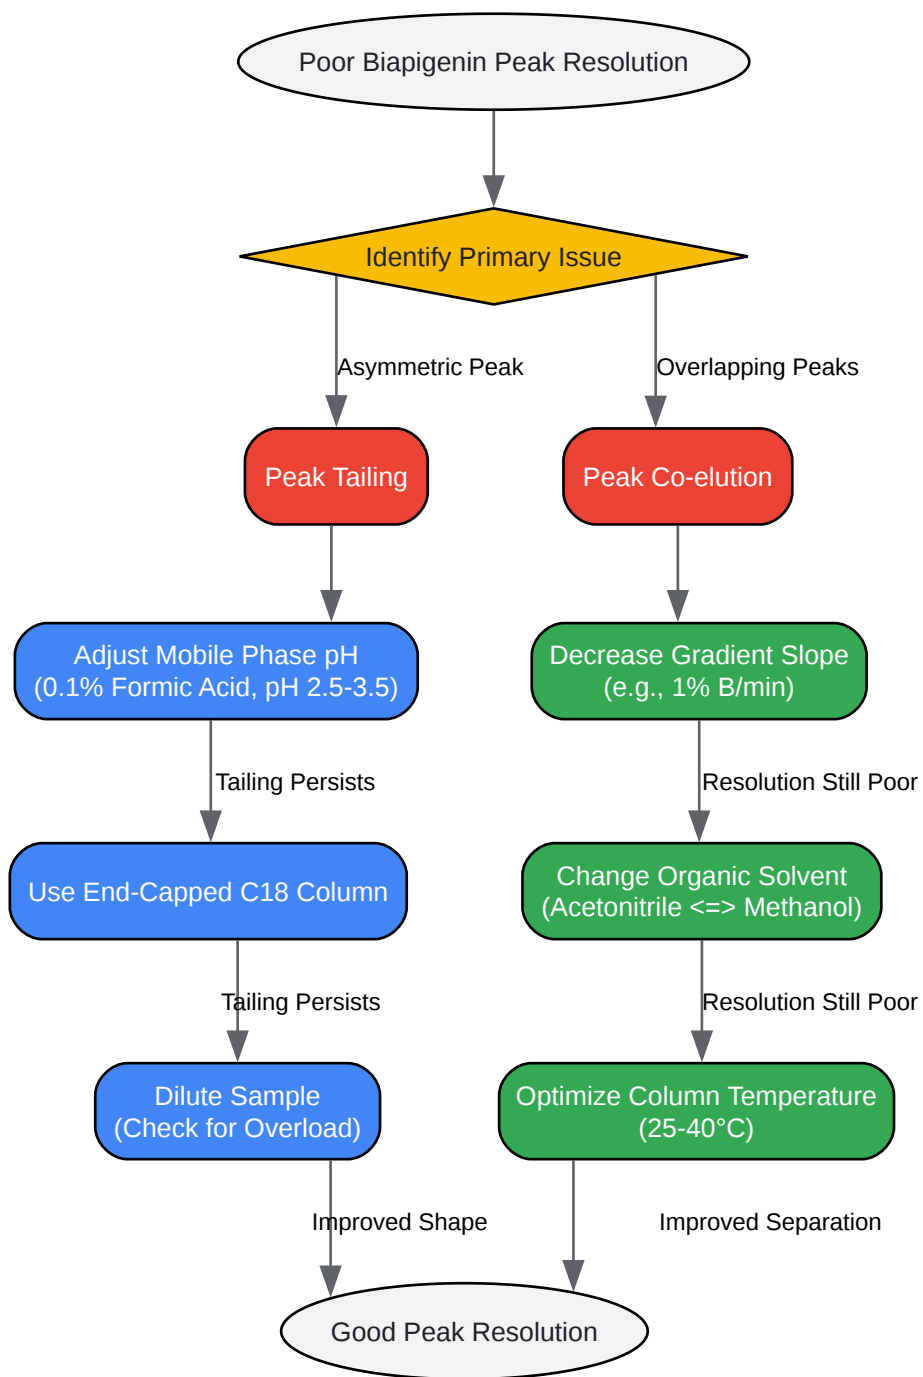 Poor Biapigenin Peak Resolution
Identify Primary Issue
Asymmetric Peak
Overlapping Peaks
Peak Tailing
Peak Co-elution
Adjust Mobile Phase pH
(0.1% Formic Acid, pH 2.5-3.5)
Decrease Gradient Slope
(e.g., 1% B/min)
Tailing Persists
Resolution Still Poor
Use End-Capped C18 Column
Change Organic Solvent
(Acetonitrile <=> Methanol)
Tailing Persists
Resolution Still Poor
Dilute Sample
(Check for Overload)
Optimize Column Temperature
(25-40°C)
Improved Shape
Improved Separation
Good Peak Resolution